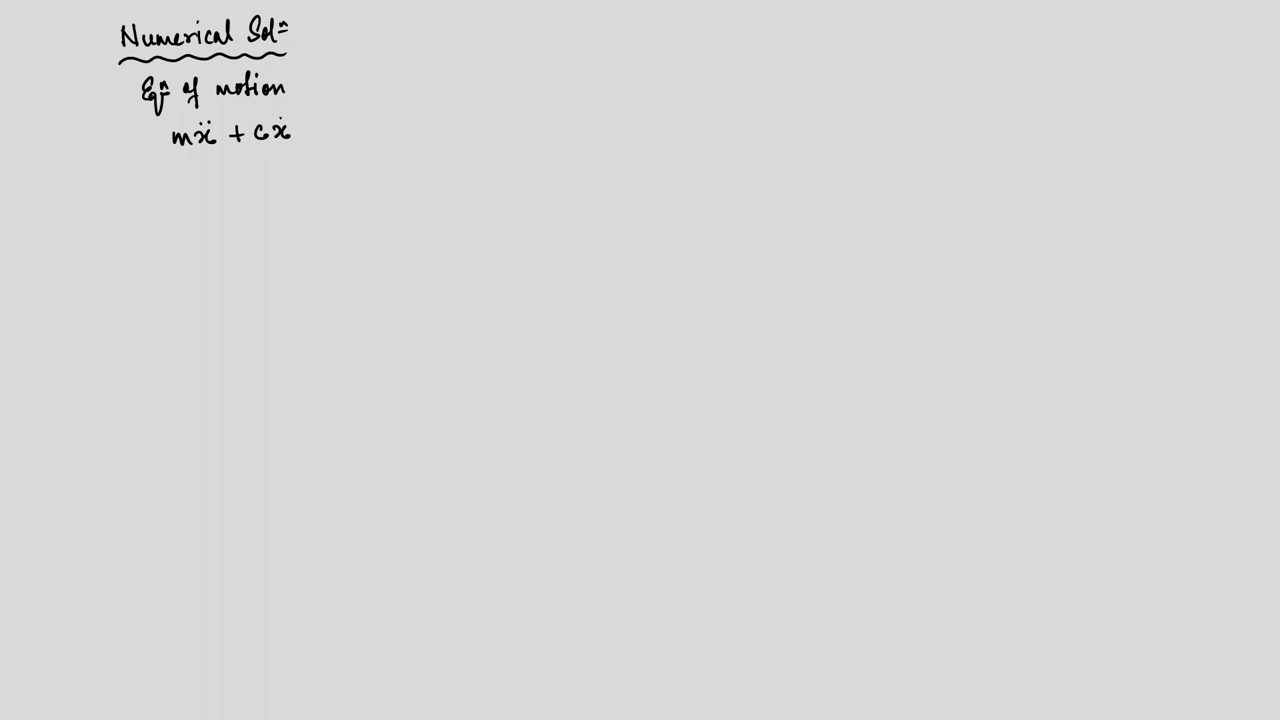 Numerical Solⁿ
Eqⁿ of motion
mẍ + cẋ